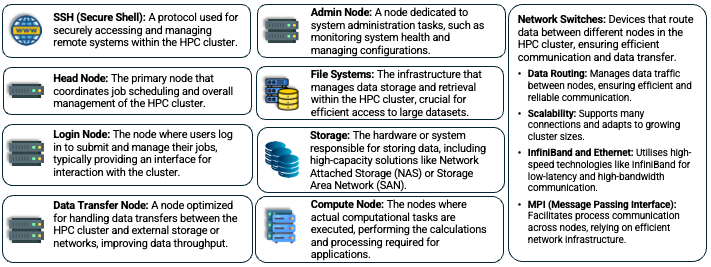 SSH (Secure Shell): A protocol used for
securely accessing and managing
remote systems within the HPC cluster.
Head Node: The primary node that
coordinates job scheduling and overall
management of the HPC cluster.
Login Node: The node where users log
in to submit and manage their jobs,
typically providing an interface for
interaction with the cluster.
Data Transfer Node: A node optimized
for handling data transfers between the
HPC cluster and external storage or
networks, improving data throughput.
Admin Node: A node dedicated to
system administration tasks, such as
monitoring system health and
managing configurations.
File Systems: The infrastructure that
manages data storage and retrieval
within the HPC cluster, crucial for
efficient access to large datasets.
Storage: The hardware or system
responsible for storing data, including
high-capacity solutions like Network
Attached Storage (NAS) or Storage
Area Network (SAN).
Compute Node: The nodes where
actual computational tasks are
executed, performing the calculations
and processing required for
applications.
Network Switches: Devices that route
data between different nodes in the
HPC cluster, ensuring efficient
communication and data transfer.
• Data Routing: Manages data traffic
between nodes, ensuring efficient and
reliable communication.
• Scalability: Supports many
connections and adapts to growing
cluster sizes.
• InfiniBand and Ethernet: Utilises high-
speed technologies like InfiniBand for
low-latency and high-bandwidth
communication.
• MPI (Message Passing Interface):
Facilitates process communication
across nodes, relying on efficient
network infrastructure.
WWW